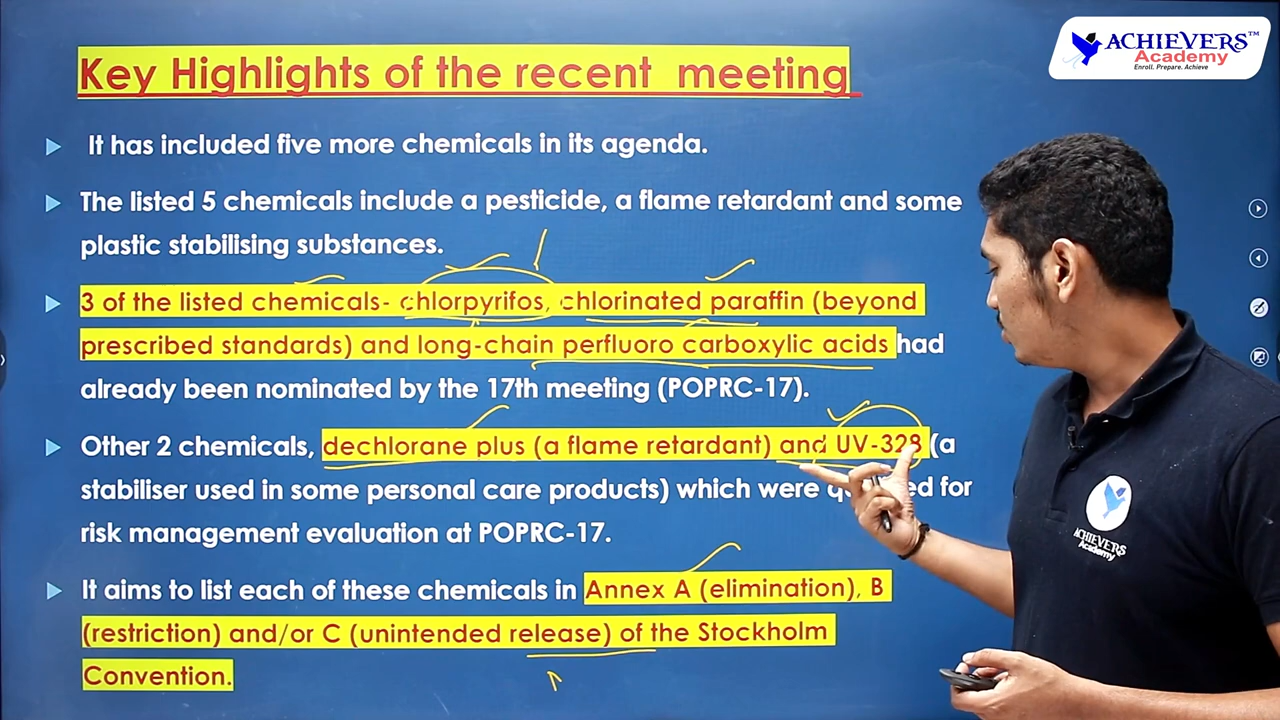 ACHIEVERS™
Academy
Enroll. Prepare. Achieve
Key Highlights of the recent meeting
It has included five more chemicals in its agenda.
The listed 5 chemicals include a pesticide, a flame retardant and some
plastic stabilising substances.
3 of the listed chemicals- chlorpyrifos, chlorinated paraffin (beyond
prescribed standards) and long-chain perfluoro carboxylic acids had
already been nominated by the 17th meeting (POPRC-17).
Other 2 chemicals, dechlorane plus (a flame retardant) and UV-328 (a
stabiliser used in some personal care products) which were for
risk management evaluation at POPRC-17.
It aims to list each of these chemicals in Annex A (elimination), B
(restriction) and/or C (unintended release) of the Stockholm
Convention.
ACHIEVERS
Academy